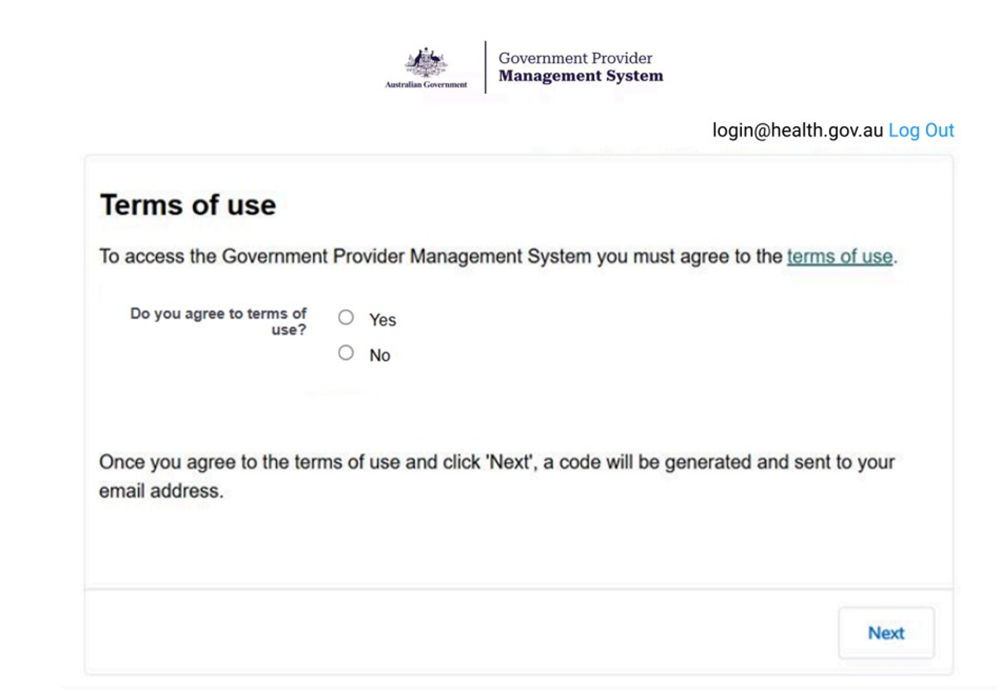 Australian Government
Government Provider
Management System
login@health.gov.au Log Out
Terms of use
To access the Government Provider Management System you must agree to the terms of use.
Do you agree to terms of
use?
Yes
No
Once you agree to the terms of use and click 'Next', a code will be generated and sent to your
email address.
Next